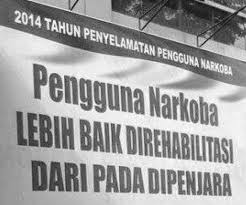 2014 TAHUN PENYELAMATAN PENGGUNA NARKOBA
Pengguna Narkoba
LEBIH BAIK DIREHABILITASI
DARI PADA DIPENJARA